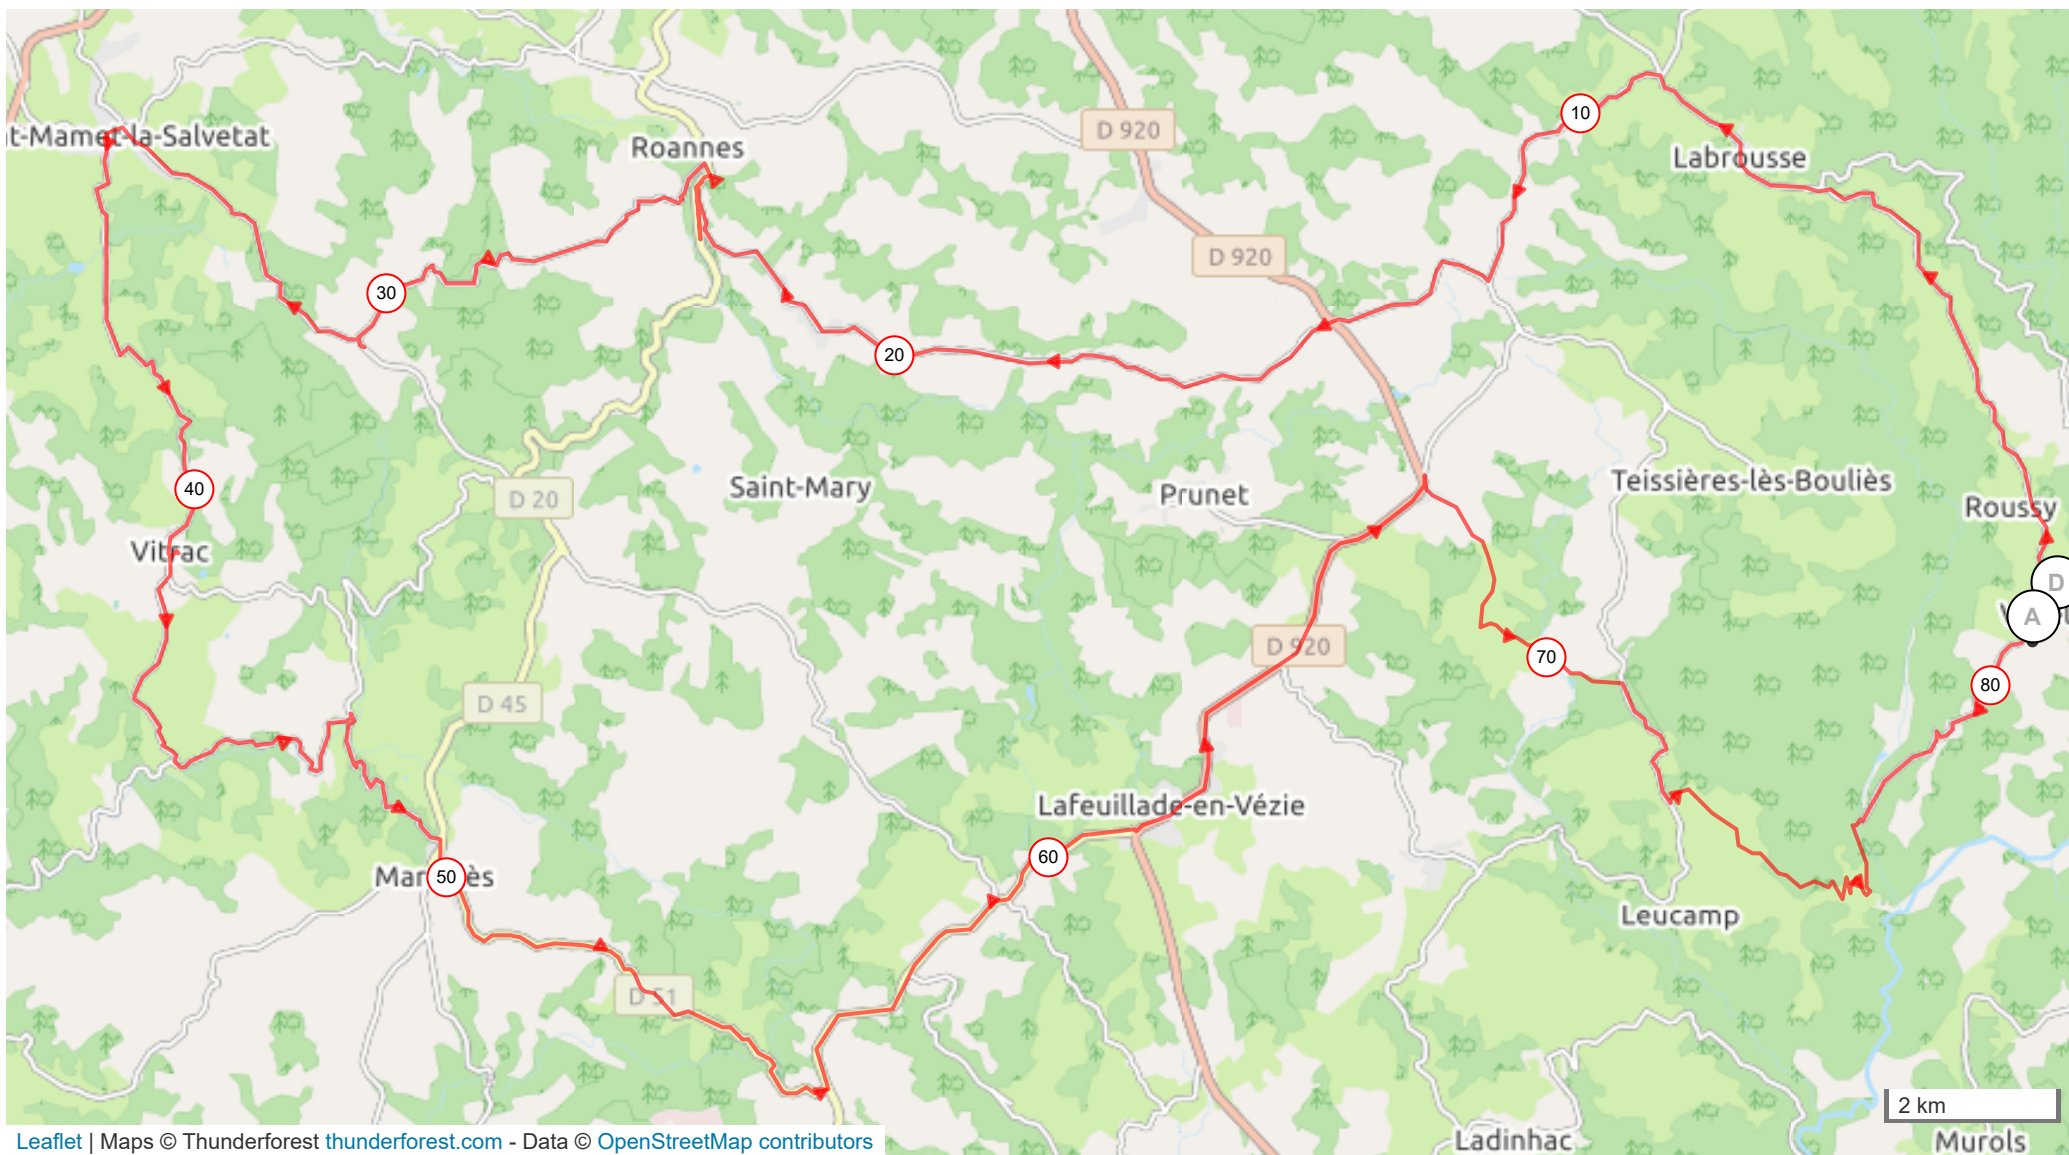 D 920
10
t-Mamet-la-Salvetat
Roannes
Labrousse
D 920
30
20
40
D 20
Saint-Mary
Prunet
Teissières-lès-Bouliès
Roussy
Vitrac
D
A
D 920
70
80
D 45
Lafeuillade-en-Vézie
60
50
Leucamp
D 51
2 km
Ladinhac
Murols
Leaflet | Maps © Thunderforest thunderforest.com - Data © OpenStreetMap contributors